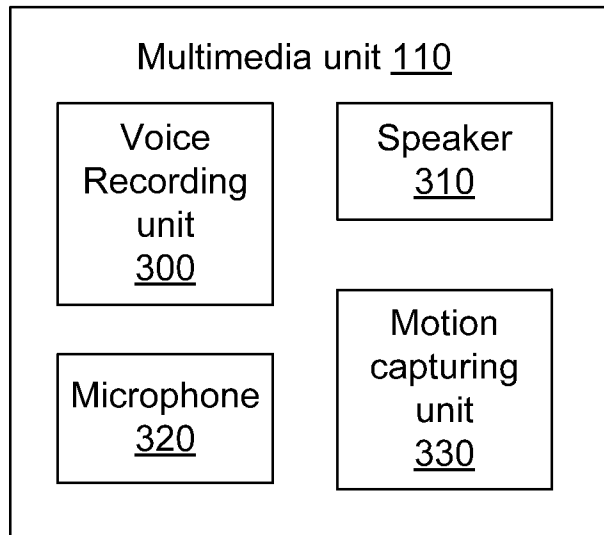 Multimedia unit 110
Voice
Recording
unit
300
Speaker
310
Microphone
320
Motion
capturing
unit
330